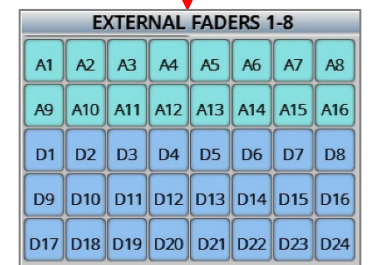 EXTERNAL FADERS 1-8
A1 A2 A3 A4 A5 A6 A7 A8
A9 A10 A11 A12 A13 A14 A15 A16
D1 D2 D3 D4 D5 D6 D7 D8
D9 D10 D11 D12 D13 D14 D15 D16
D17 D18 D19 D20 D21 D22 D23 D24